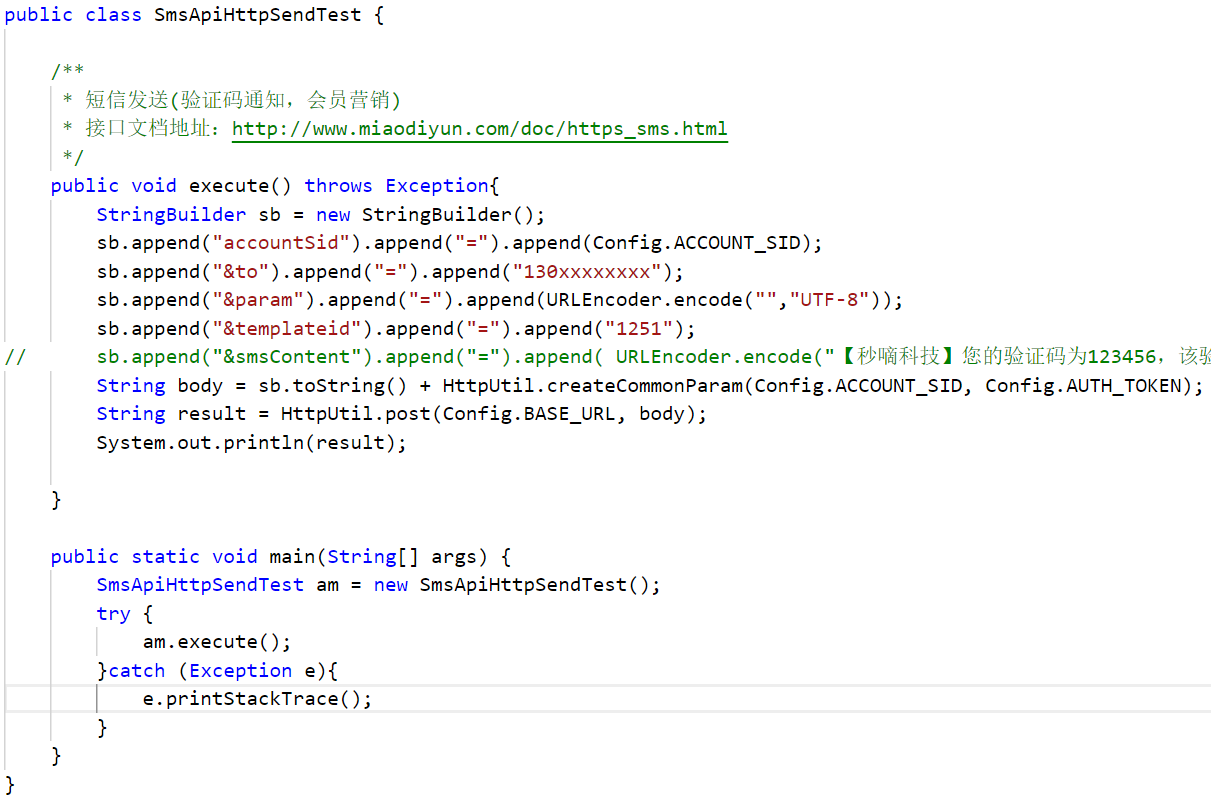 public class SmsApiHttpSendTest {
/**
* 短信发送(验证码通知，会员营销)
* 接口文档地址：http://www.miaodiyun.com/doc/https_sms.html
*/
public void execute() throws Exception{
StringBuilder sb = new StringBuilder();
sb.append("accountSid").append("=").append(Config.ACCOUNT_SID);
sb.append("&to").append("=").append("130xxxxxxxx");
sb.append("&param").append("=").append(URLEncoder.encode("","UTF-8"));
sb.append("&templateid").append("=").append("1251");
// sb.append("&smsContent").append("=").append( URLEncoder.encode("【秒嘀科技】您的验证码为123456，该验
String body = sb.toString() + HttpUtil.createCommonParam(Config.ACCOUNT_SID, Config.AUTH_TOKEN);
String result = HttpUtil.post(Config.BASE_URL, body);
System.out.println(result);
}
public static void main(String[] args) {
SmsApiHttpSendTest am = new SmsApiHttpSendTest();
try {
am.execute();
}catch (Exception e){
e.printStackTrace();
}
}
}